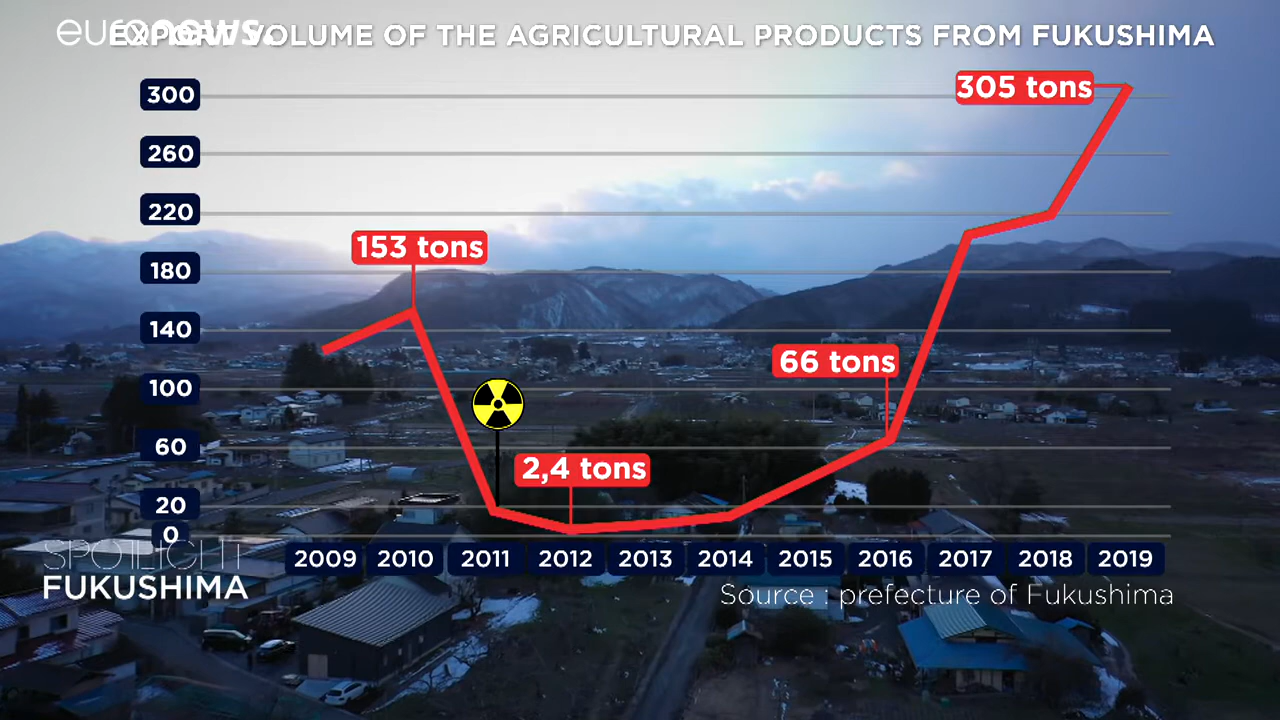 euronews.
EXPORT VOLUME OF THE AGRICULTURAL PRODUCTS FROM FUKUSHIMA
300
305 tons
260
220
153 tons
180
140
66 tons
100
60
2,4 tons
20
0
2009 2010 2011 2012 2013 2014 2015 2016 2017 2018 2019
SPOTLIGHT
FUKUSHIMA
Source : prefecture of Fukushima